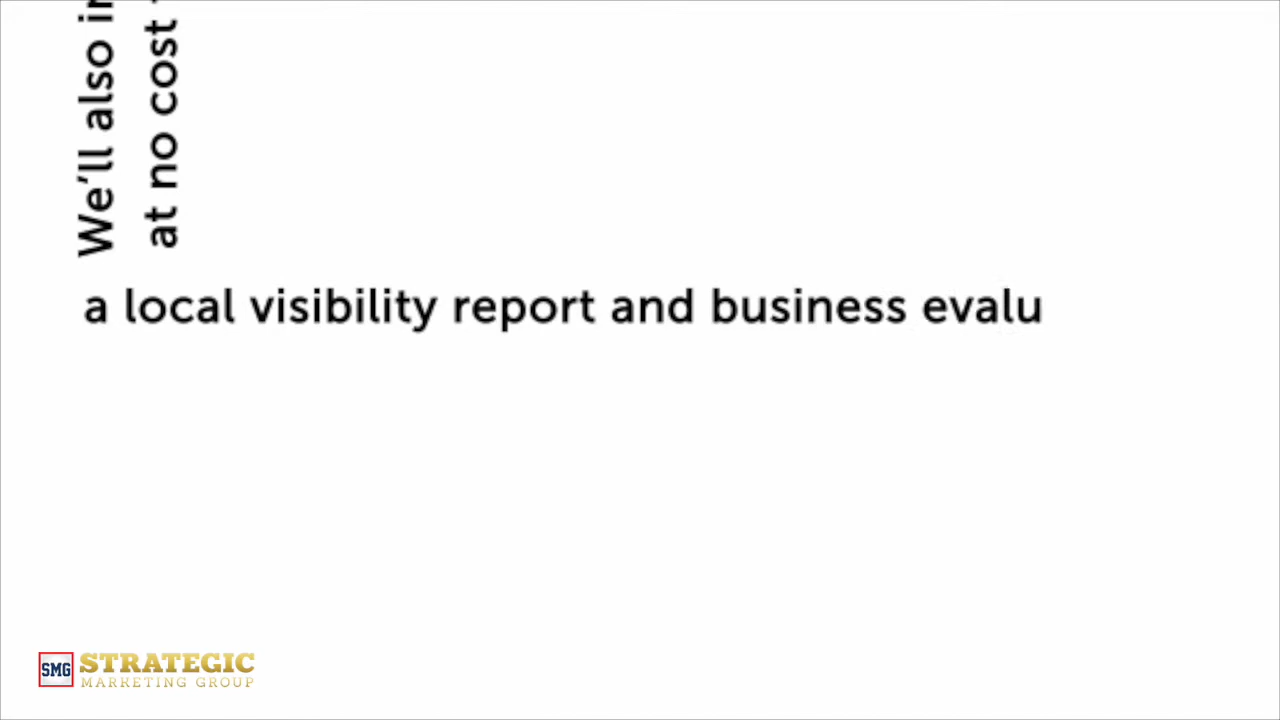 We'll also
at no cost
a local visibility report and business evalu
SMG STRATEGIC
MARKETING GROUP